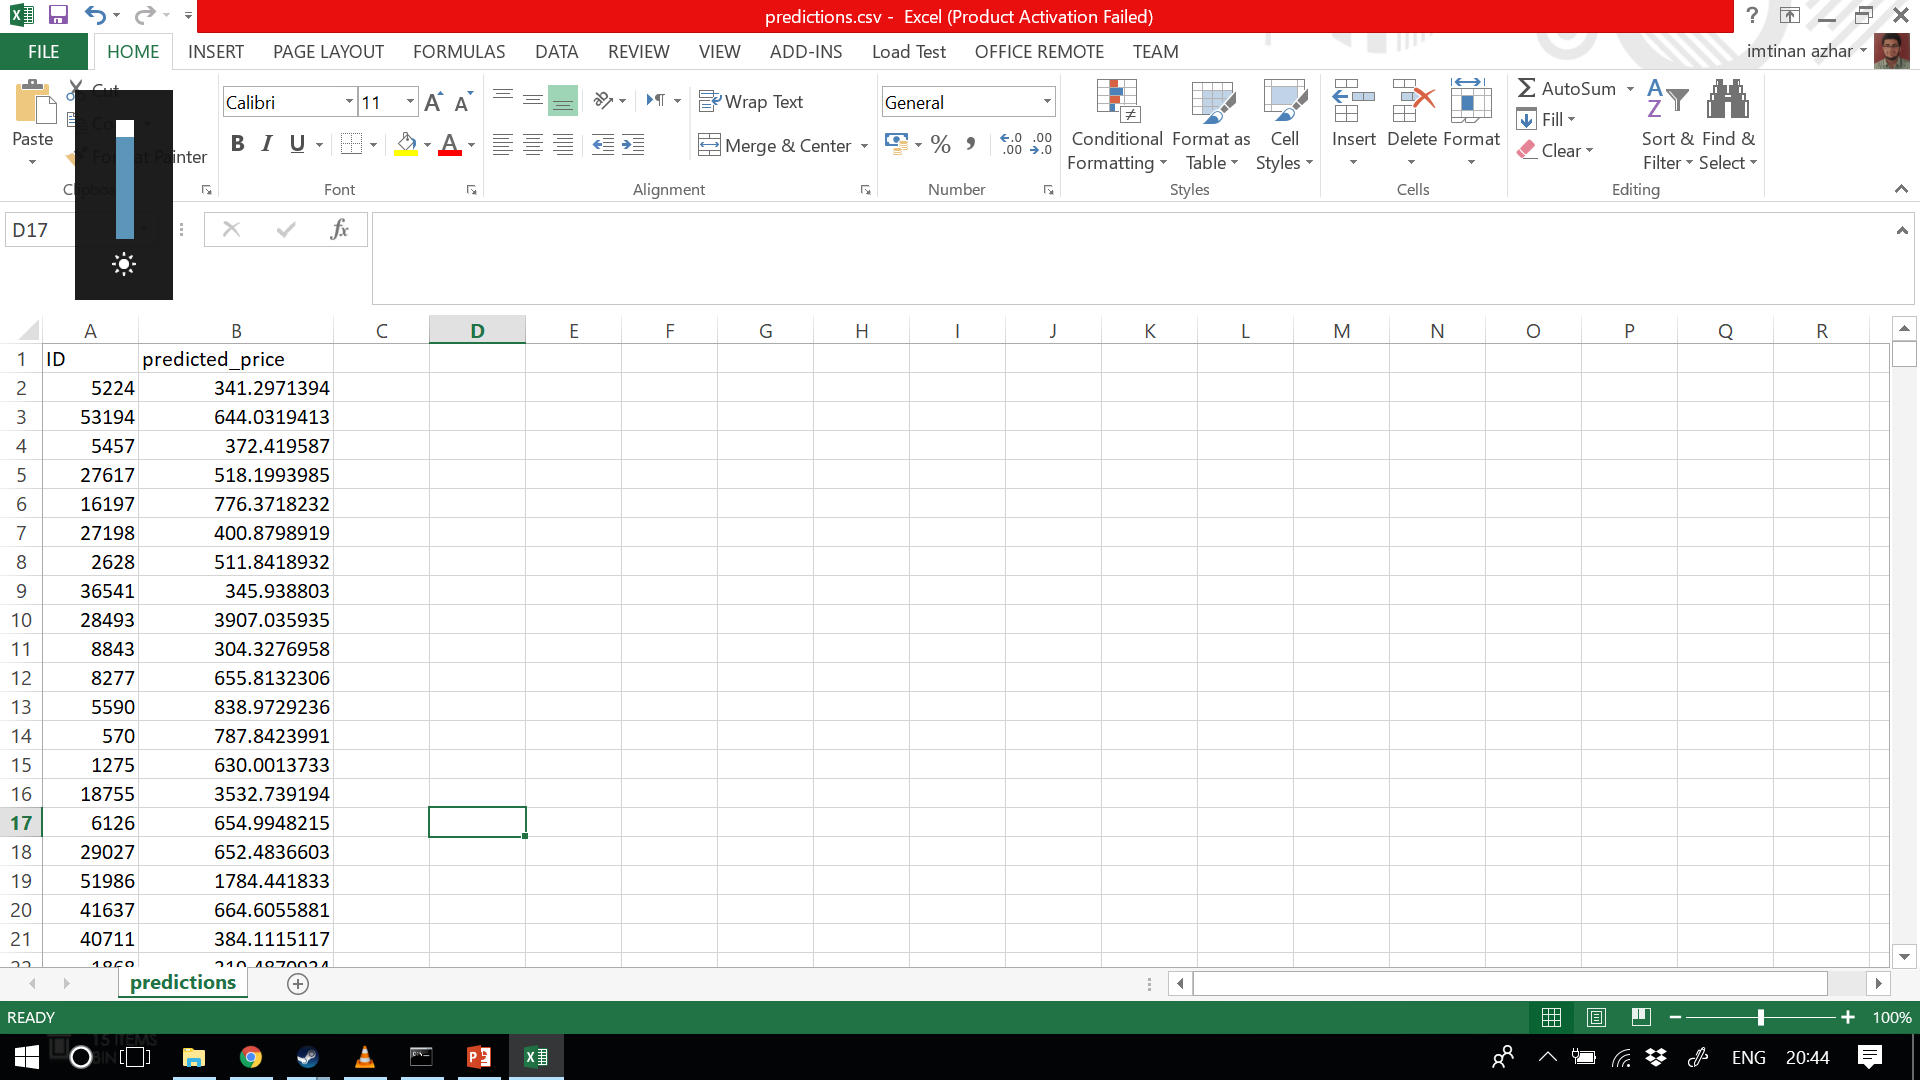 predictions.csv - Excel (Product Activation Failed)
?
FILE HOME INSERT PAGE LAYOUT FORMULAS DATA REVIEW VIEW ADD-INS Load Test OFFICE REMOTE TEAM imtinan azhar
Cut
Paste
Format Painter
Calibri 11
B I U
Wrap Text
Merge & Center
General
% ,
Conditional Formatting
Format as Table
Cell Styles
Insert Delete Format
AutoSum
Fill
Clear
Sort & Filter
Find & Select
Clipboard Font Alignment Number Styles Cells Editing
D17 fx
A B C D E F G H I J K L M N O P Q R
1 ID predicted_price
2 5224 341.2971394
3 53194 644.0319413
4 5457 372.419587
5 27617 518.1993985
6 16197 776.3718232
7 27198 400.8798919
8 2628 511.8418932
9 36541 345.938803
10 28493 3907.035935
11 8843 304.3276958
12 8277 655.8132306
13 5590 838.9729236
14 570 787.8423991
15 1275 630.0013733
16 18755 3532.739194
17 6126 654.9948215
18 29027 652.4836603
19 51986 1784.441833
20 41637 664.6055881
21 40711 384.1115117
predictions
READY 100%
15 ITEMS
ENG 20:44